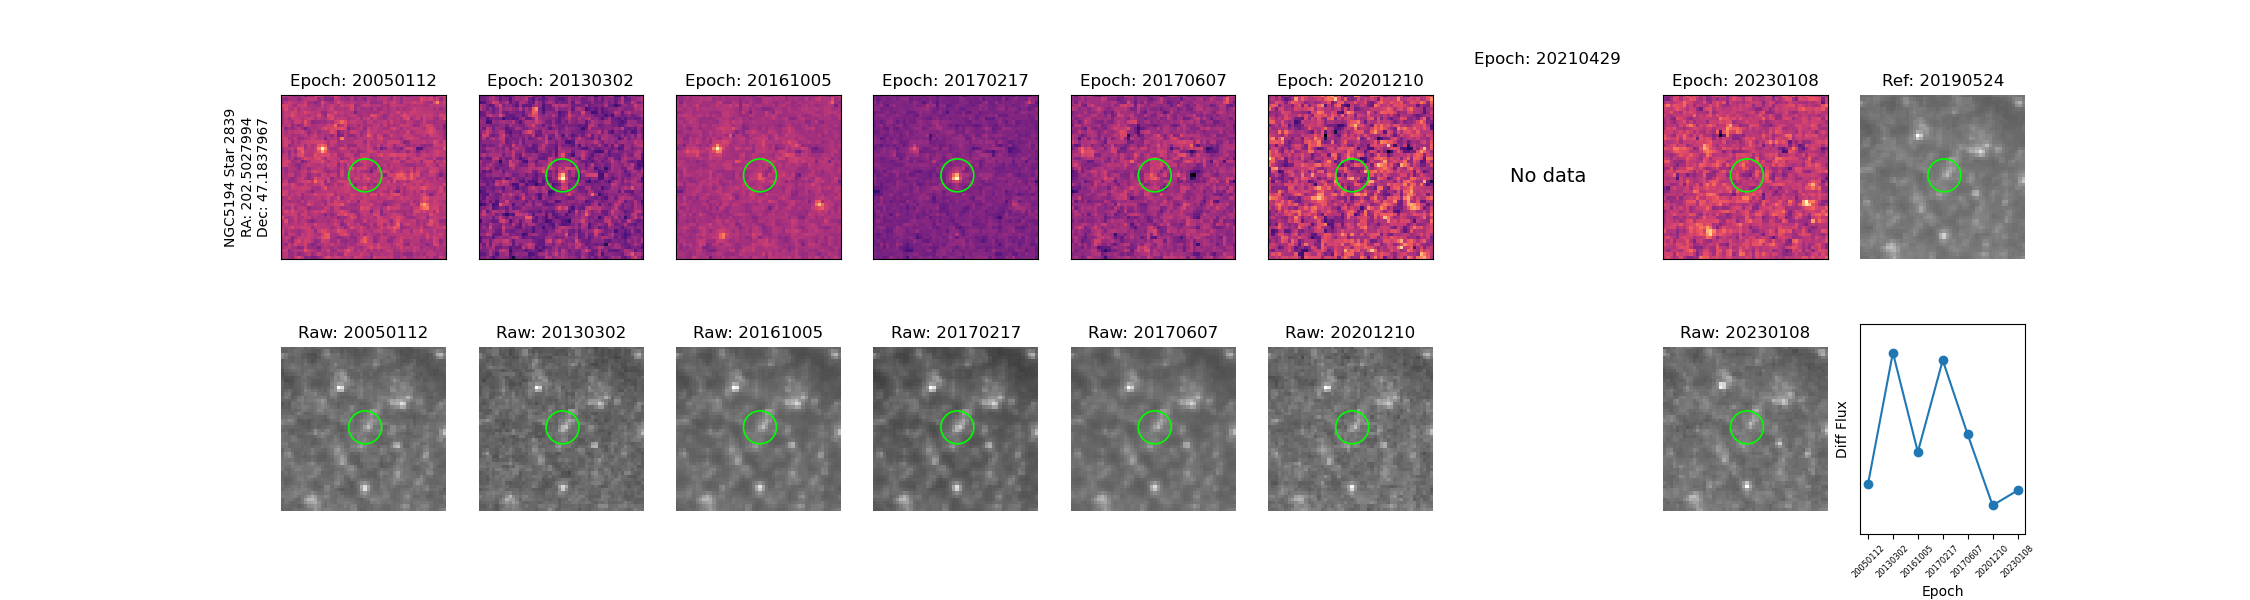 NGC5194 Star 2839
RA: 202.5027994
Dec: 47.1837967
Epoch: 20050112
Epoch: 20130302
Epoch: 20161005
Epoch: 20170217
Epoch: 20170607
Epoch: 20201210
Epoch: 20210429
Epoch: 20230108
Ref: 20190524
No data
Raw: 20050112
Raw: 20130302
Raw: 20161005
Raw: 20170217
Raw: 20170607
Raw: 20201210
Raw: 20230108
Diff Flux
20050112
20130302
20161005
20170217
20170607
20201210
20230108
Epoch